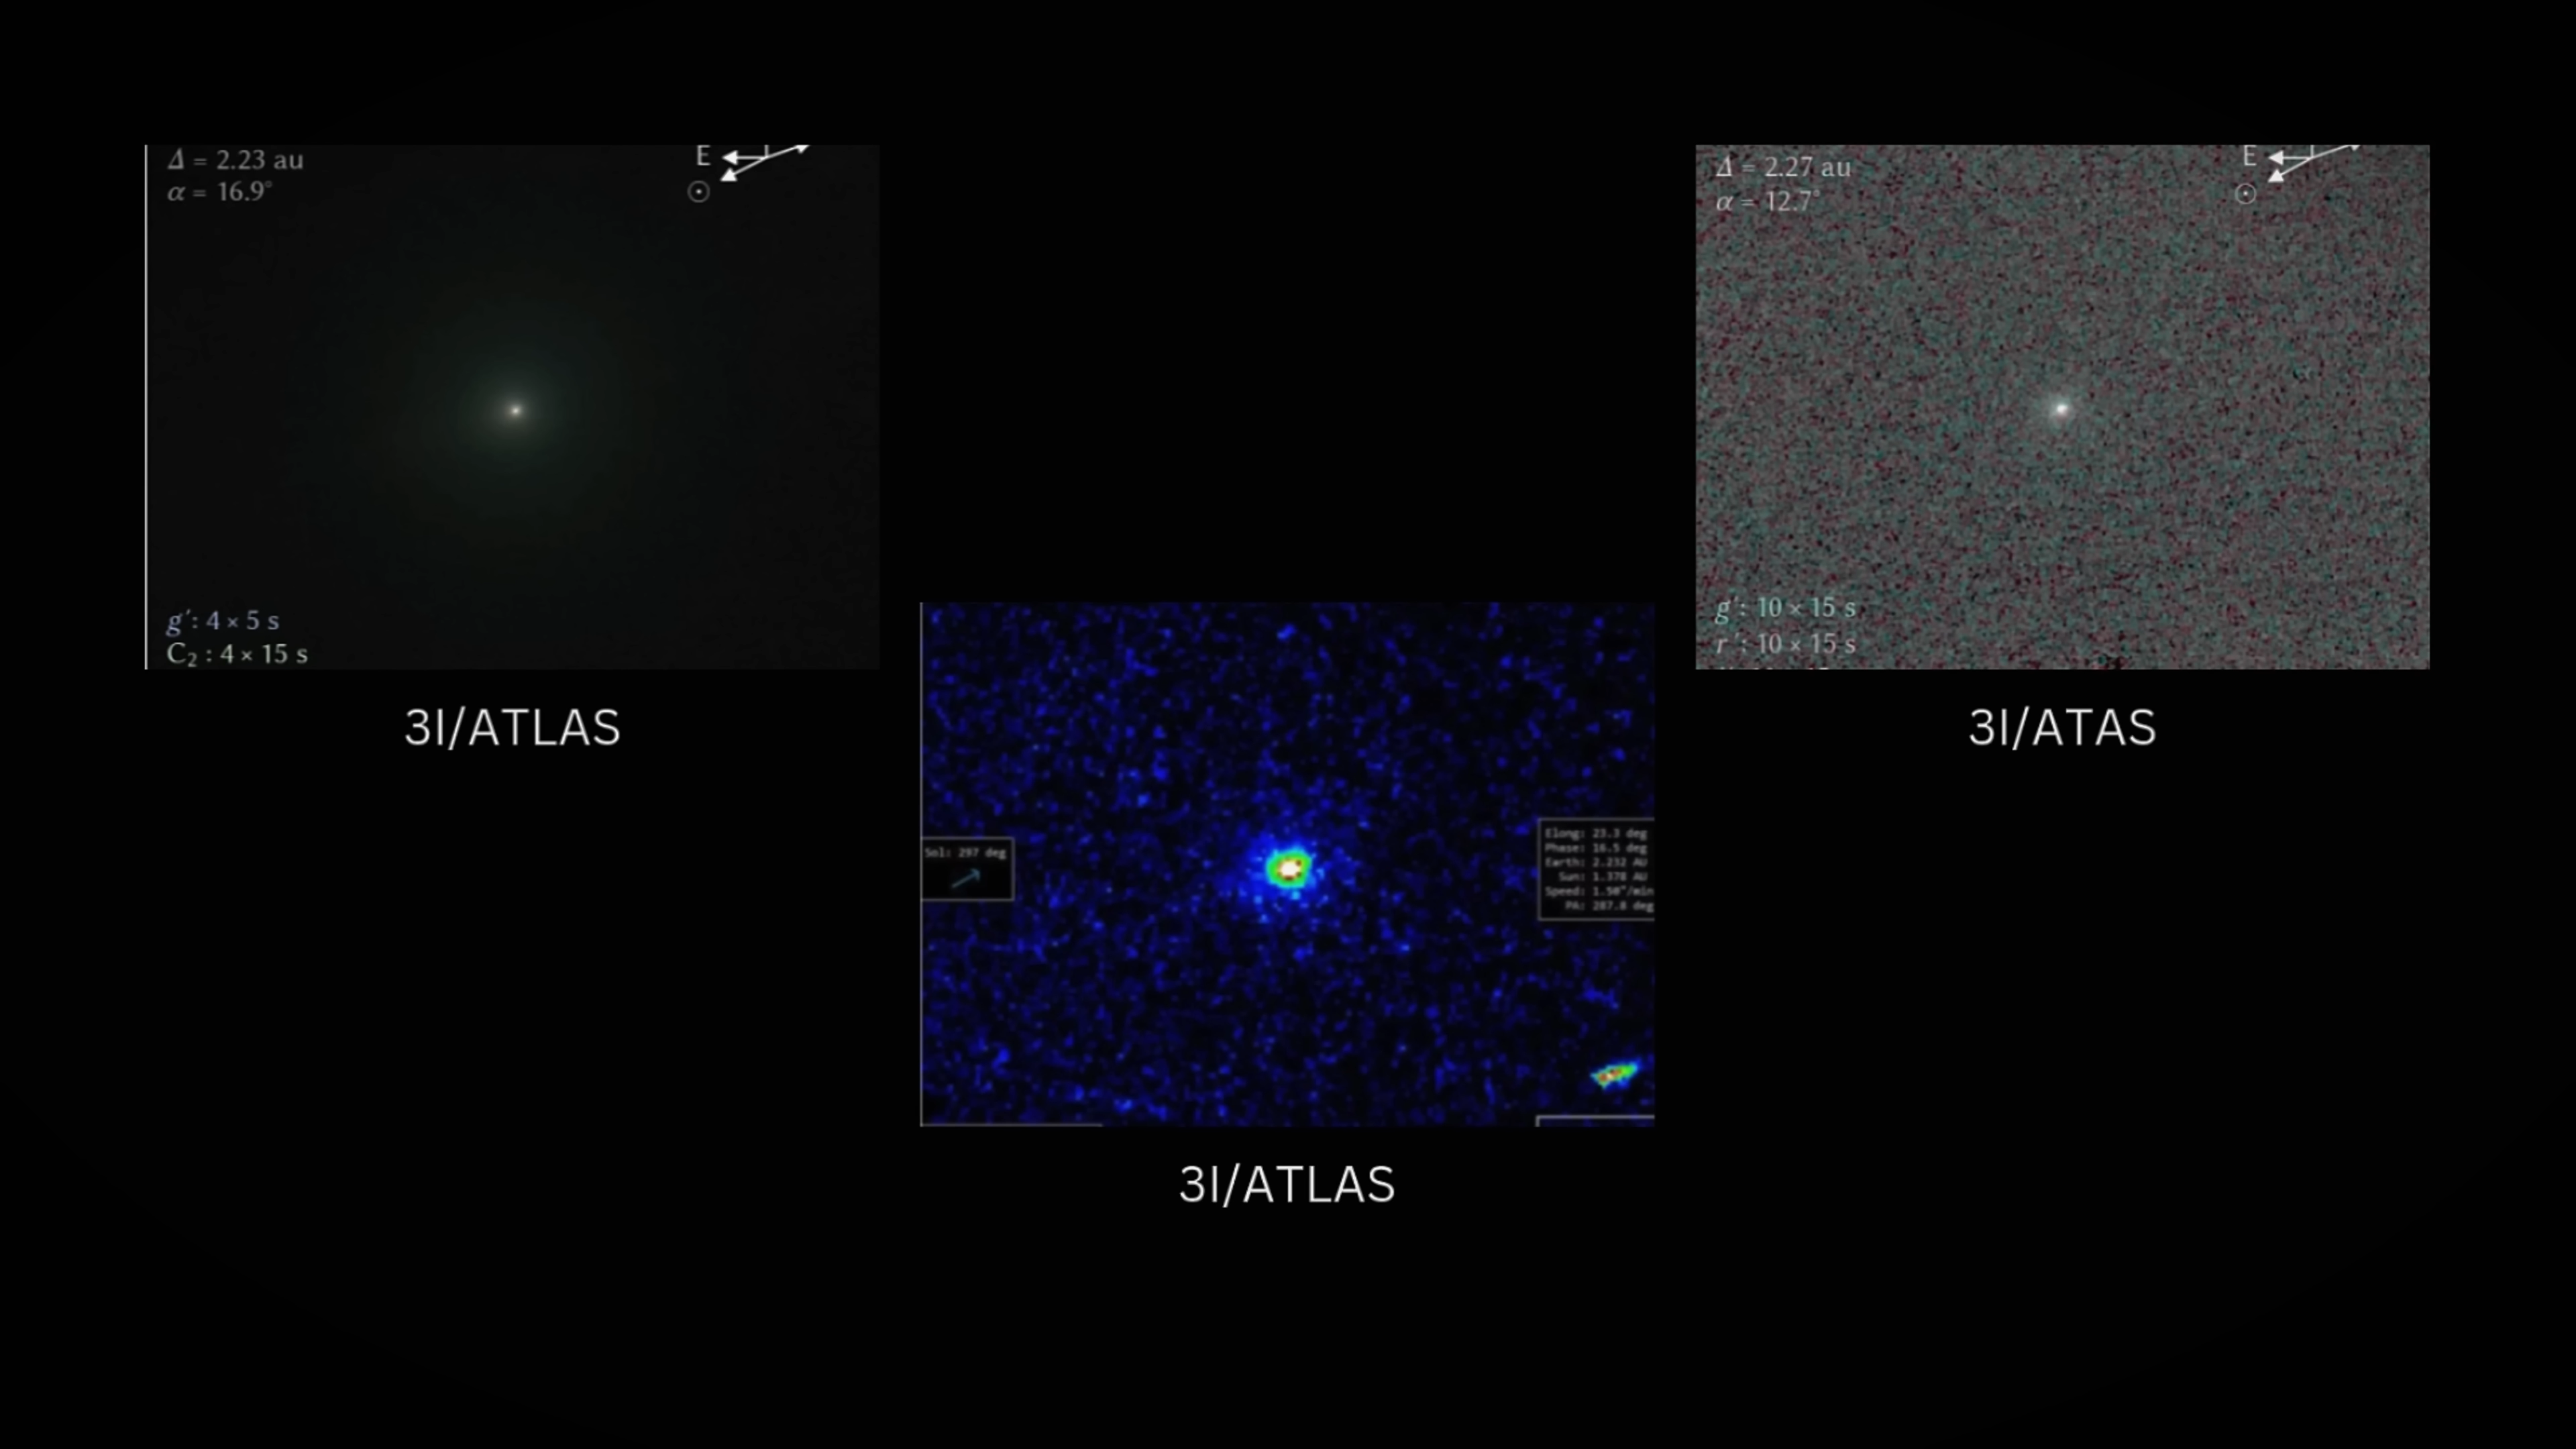 Δ = 2.23 au
α = 16.9°
E
g′: 4 × 5 s
C₂ : 4 × 15 s
3I/ATLAS
Sol: 297 deg
Elong: 23.3 deg
Phase: 16.5 deg
Earth: 2.232 AU
Sun: 1.378 AU
Speed: 1.50"/min
PA: 287.8 deg
3I/ATLAS
Δ = 2.27 au
α = 12.7°
E
g′: 10 × 15 s
r′: 10 × 15 s
3I/ATAS